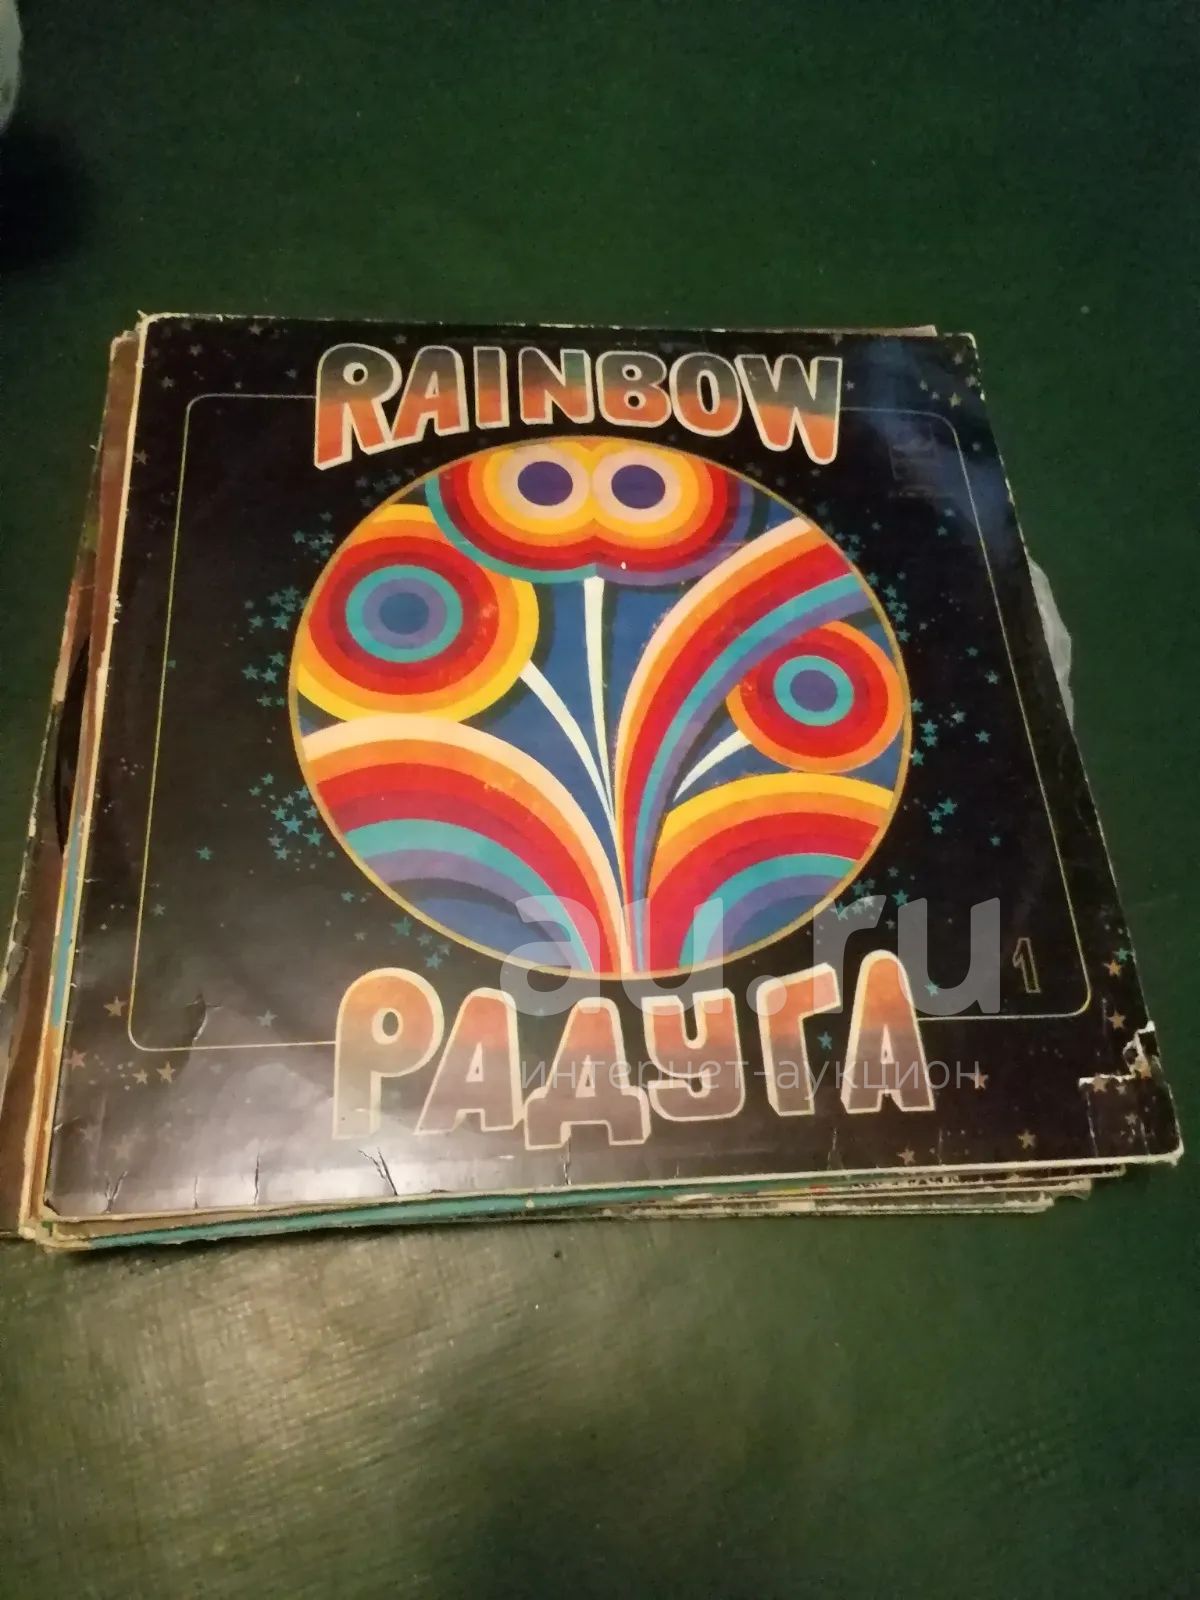 RAINBOW
au.ru
1
РАДУГА
интернет-аукцион